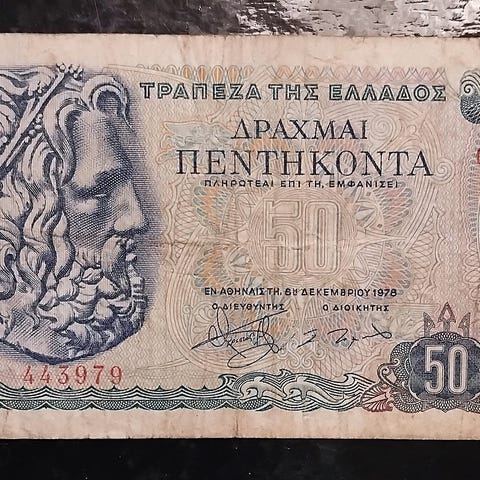 ΤΡΑΠΕΖΑ ΤΗΣ ΕΛΛΑΔΟΣ
ΔΡΑΧΜΑΙ
ΠΕΝΤΗΚΟΝΤΑ
ΠΛΗΡΩΤΕΑΙ ΕΠΙ ΤΗ, ΕΜΦΑΝΙΣΕΙ
50
ΕΝ ΑΘΗΝΑΙΣ ΤΗ, 8Η ΔΕΚΕΜΒΡΙΟΥ 1978
Ο ΔΙΕΥΘΥΝΤΗΣ Ο ΔΙΟΙΚΗΤΗΣ
443979
50